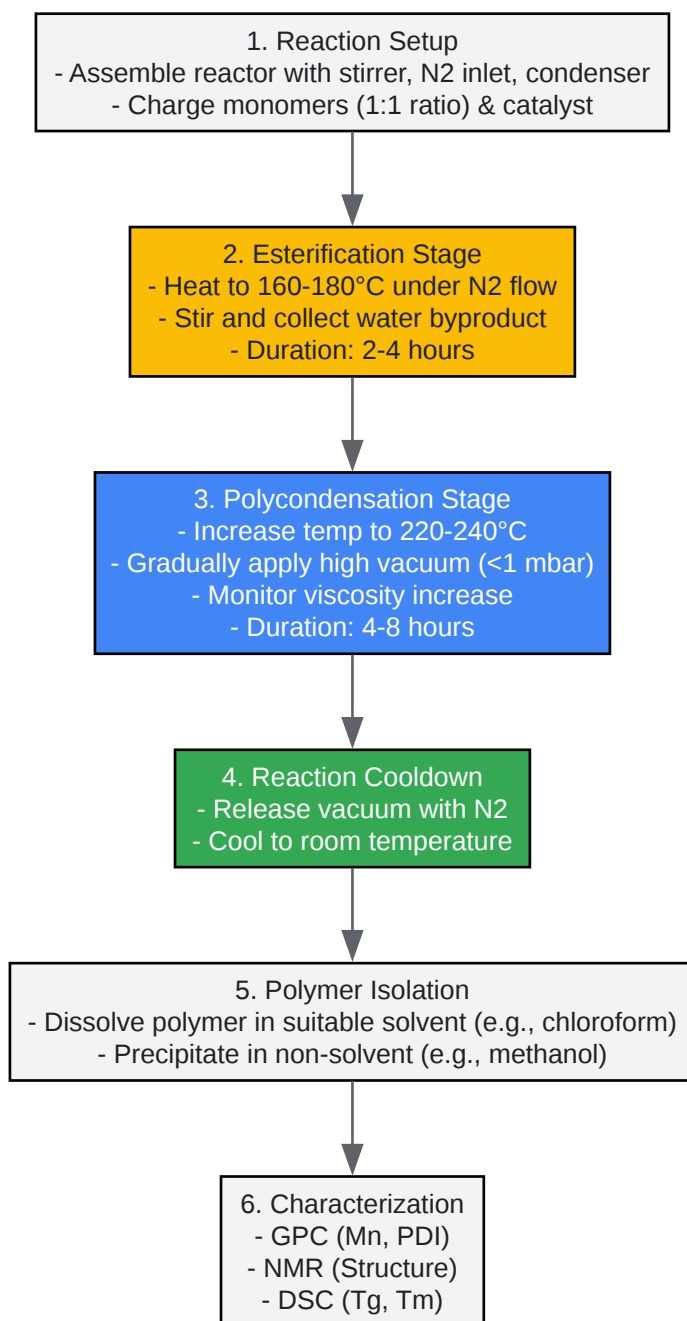 1. Reaction Setup
- Assemble reactor with stirrer, N2 inlet, condenser
- Charge monomers (1:1 ratio) & catalyst
2. Esterification Stage
- Heat to 160-180°C under N2 flow
- Stir and collect water byproduct
- Duration: 2-4 hours
3. Polycondensation Stage
- Increase temp to 220-240°C
- Gradually apply high vacuum (<1 mbar)
- Monitor viscosity increase
- Duration: 4-8 hours
4. Reaction Cooldown
- Release vacuum with N2
- Cool to room temperature
5. Polymer Isolation
- Dissolve polymer in suitable solvent (e.g., chloroform)
- Precipitate in non-solvent (e.g., methanol)
6. Characterization
- GPC (Mn, PDI)
- NMR (Structure)
- DSC (Tg, Tm)